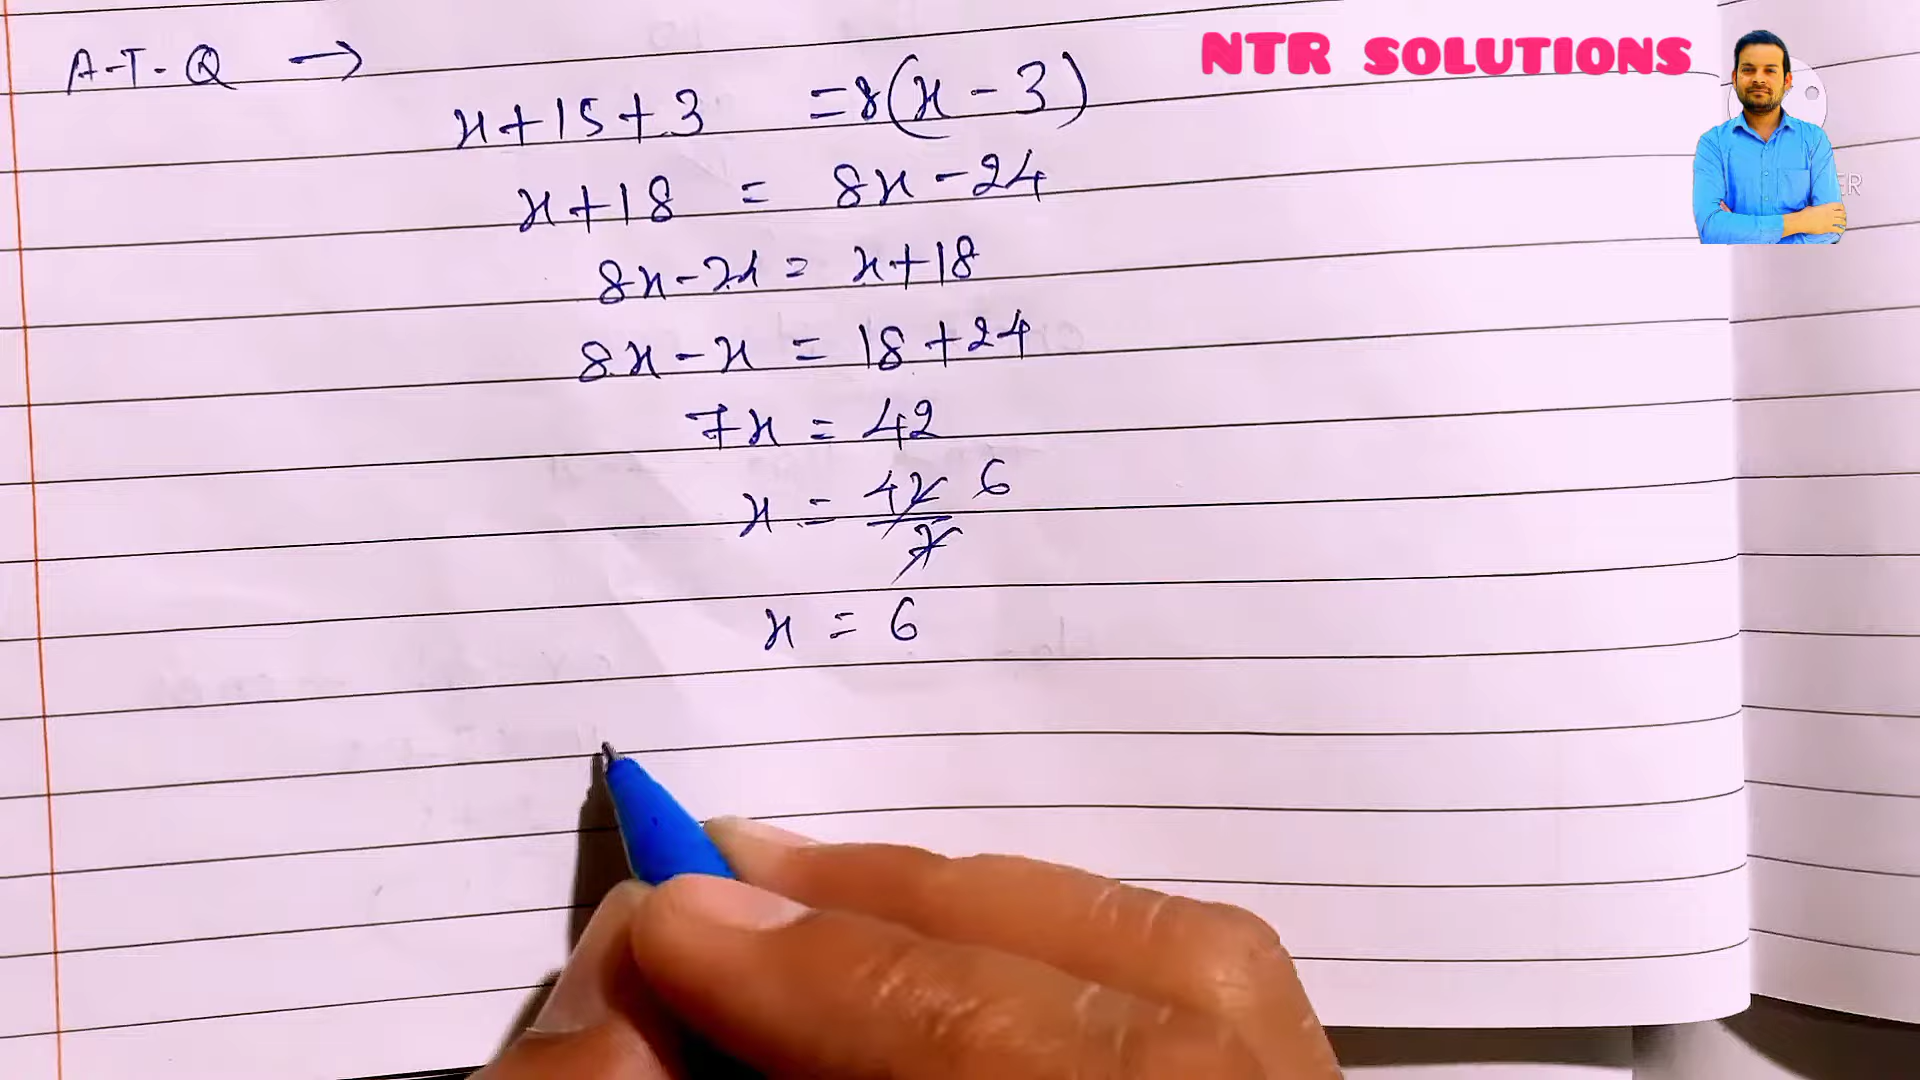 NTR SOLUTIONS
A-T-Q →
x+15+3 =8(x-3)
x+18 = 8x-24
8x-24 = x+18
8x-x = 18+24
7x = 42
x = 42/7 6
x = 6
ER